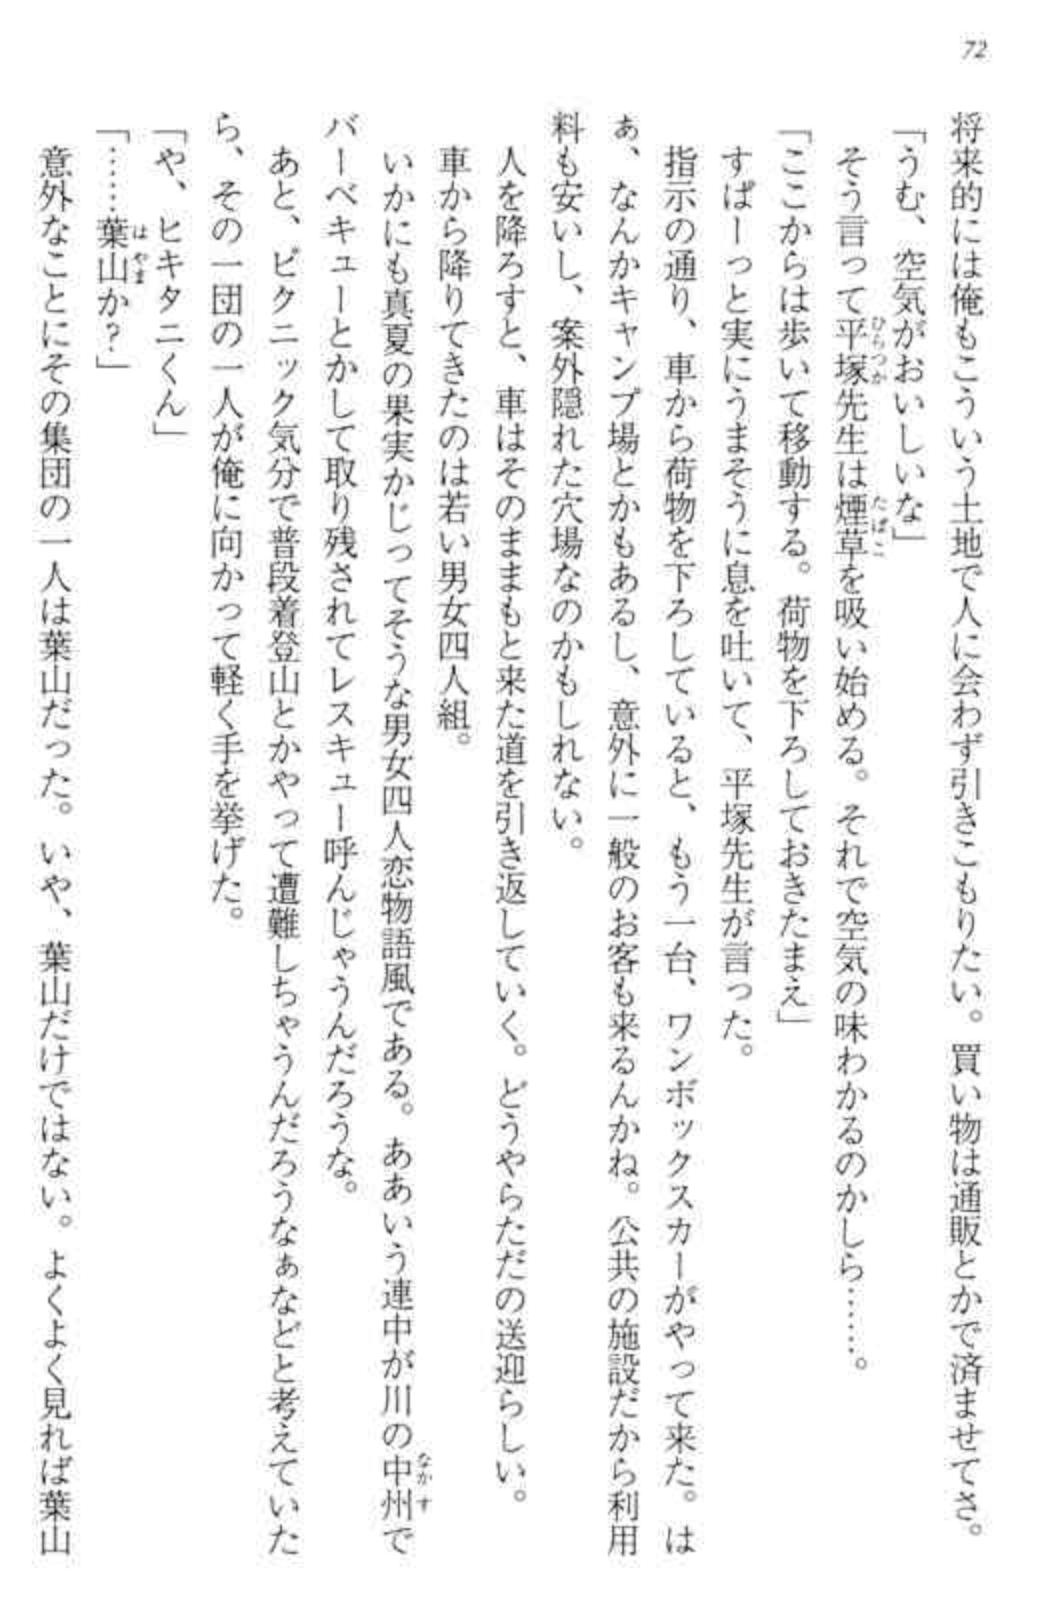 72
将来的には俺もこういう土地で人に会わず引きこもりたい。買い物は通販とかで済ませてさ。
「うむ、空気がおいしいな」
そう言って平塚先生は煙草を吸い始める。それで空気の味わかるのかしら……。
「ここからは歩いて移動する。荷物を下ろしておきたまえ」
すぱーっと実にうまそうに息を吐いて、平塚先生が言った。
指示の通り、車から荷物を下ろしていると、もう一台、ワンボックスカーがやって来た。は
ぁ、なんかキャンプ場とかもあるし、意外に一般のお客も来るんかね。公共の施設だから利用
料も安いし、案外隠れた穴場なのかもしれない。
人を降ろすと、車はそのままもと来た道を引き返していく。どうやらただの送迎らしい。
車から降りてきたのは若い男女四人組。
いかにも真夏の果実かじってそうな男女四人恋物語風である。ああいう連中が川の中州で
バーベキューとかして取り残されてレスキュー呼んじゃうんだろうな。
あと、ピクニック気分で普段着登山とかやって遭難しちゃうんだろうなぁなどと考えていた
ら、その一団の一人が俺に向かって軽く手を挙げた。
「や、ヒキタニくん」
「……葉山か？」
意外なことにその集団の一人は葉山だった。いや、葉山だけではない。よくよく見れば葉山